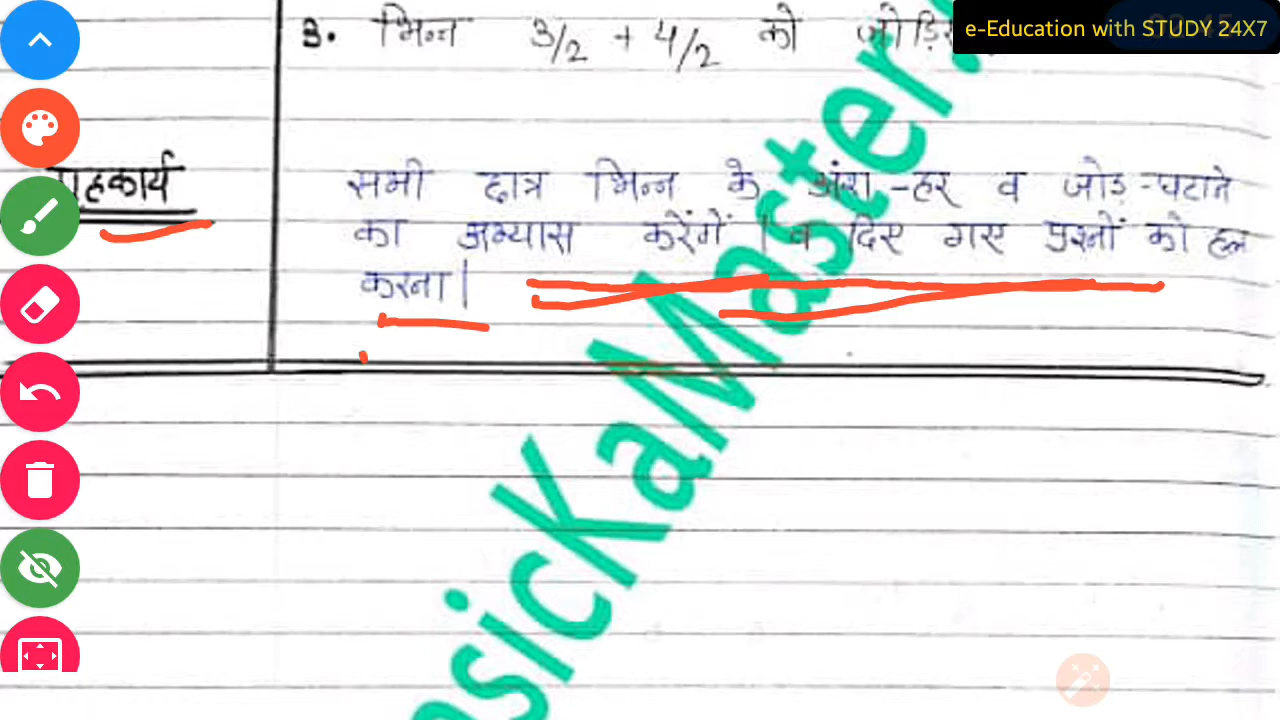 e-Education with STUDY 24X7
3. भिन्न 3/2 + 4/2 को
गृहकार्य
सभी छात्र भिन्न के अंश-हर व जोड़-घटाने
का अभ्यास करेंगें | व दिए गए प्रश्नों को हल
करना |